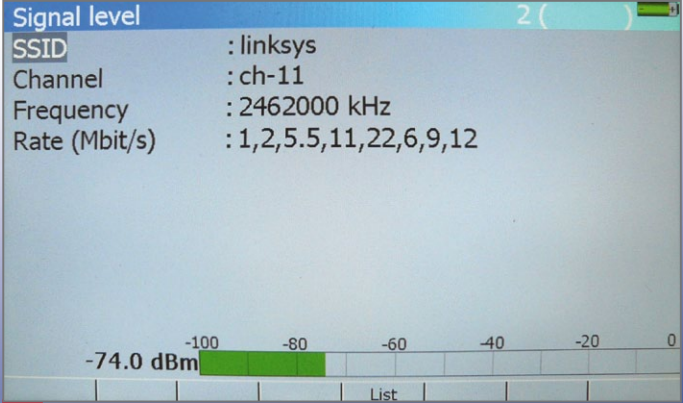 Signal level 2 ( )
SSID : linksys
Channel : ch-11
Frequency : 2462000 kHz
Rate (Mbit/s) : 1,2,5.5,11,22,6,9,12
-100 -80 -60 -40 -20 0
-74.0 dBm
List